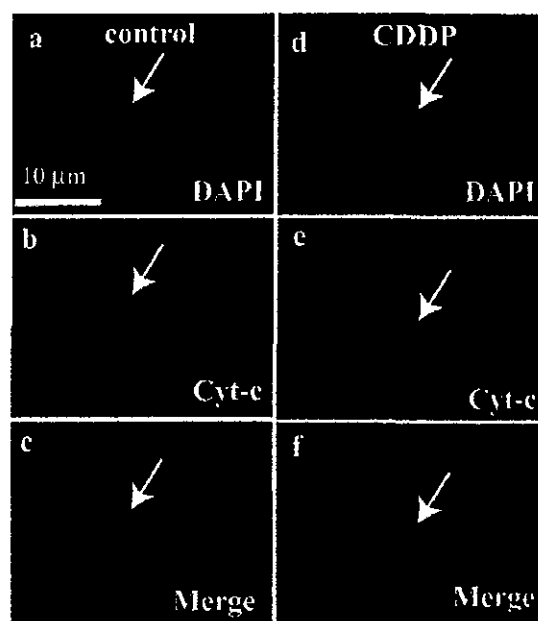 a control
d CDDP
10 μm
DAPI
DAPI
b
e
Cyt-c
Cyt-c
c
f
Merge
Merge